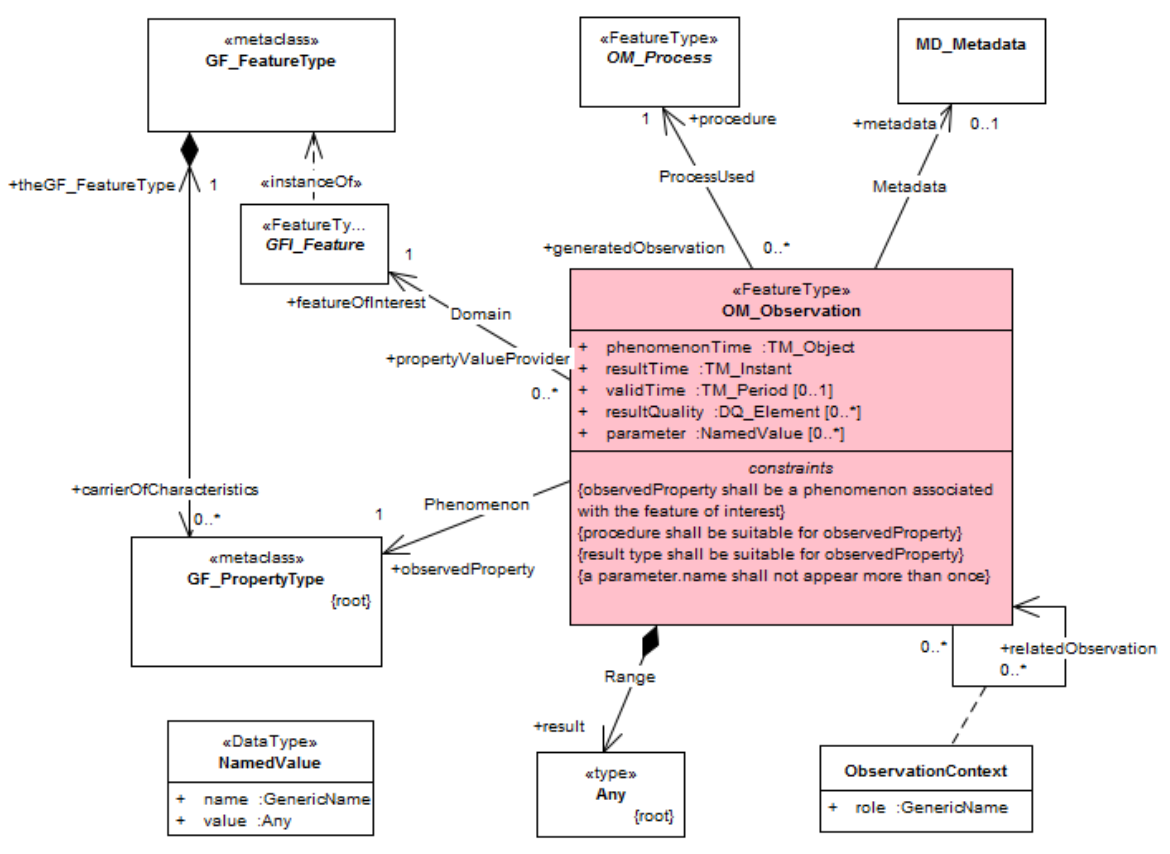 «metaclass»
GF_FeatureType
«FeatureType»
OM_Process
MD_Metadata
1
+procedure
+metadata
0..1
+theGF_FeatureType
1
«instanceOf»
ProcessUsed
Metadata
«FeatureTy...
GFI_Feature
1
+generatedObservation
0..*
+featureOfInterest
Domain
+propertyValueProvider
0..*
«FeatureType»
OM_Observation
+ phenomenonTime :TM_Object
+ resultTime :TM_Instant
+ validTime :TM_Period [0..1]
+ resultQuality :DQ_Element [0..*]
+ parameter :NamedValue [0..*]
constraints
{observedProperty shall be a phenomenon associated
with the feature of interest}
{procedure shall be suitable for observedProperty}
{result type shall be suitable for observedProperty}
{a parameter.name shall not appear more than once}
+carrierOfCharacteristics
0..*
Phenomenon
1
+observedProperty
«metaclass»
GF_PropertyType
{root}
0..*
+relatedObservation
0..*
Range
+result
«DataType»
NamedValue
+ name :GenericName
+ value :Any
«type»
Any
{root}
ObservationContext
+ role :GenericName